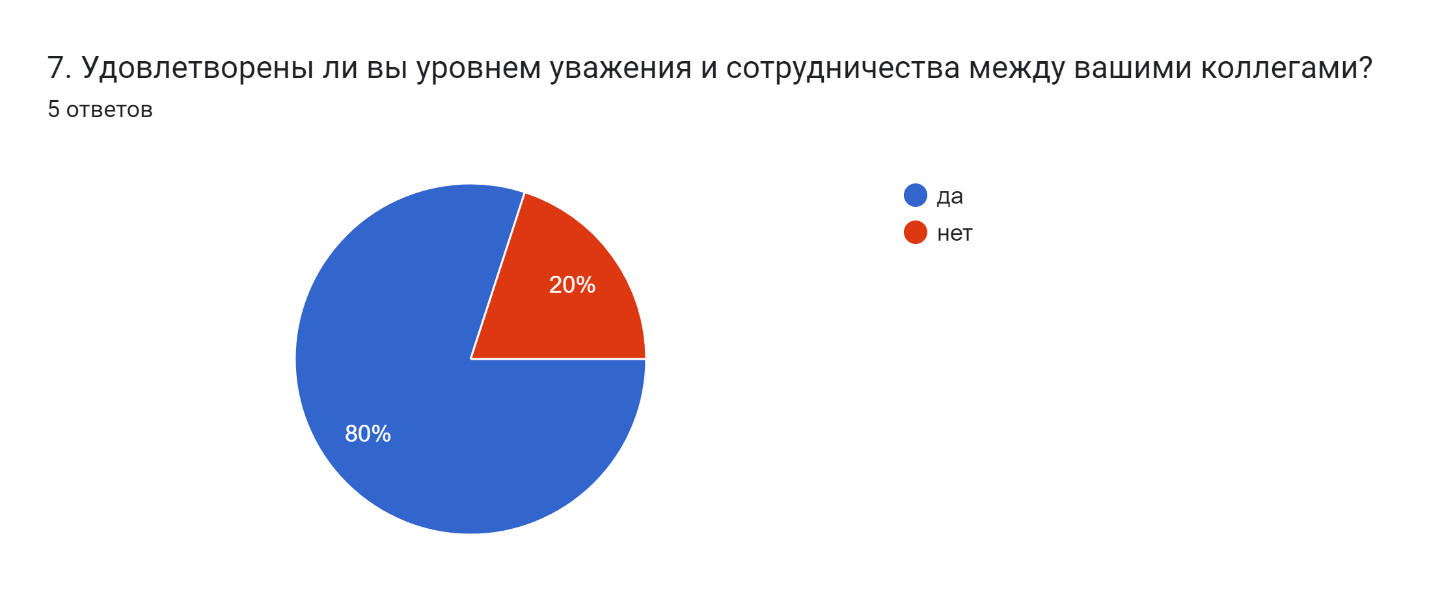 7. Удовлетворены ли вы уровнем уважения и сотрудничества между вашими коллегами?
5 ответов
да
нет
20%
80%